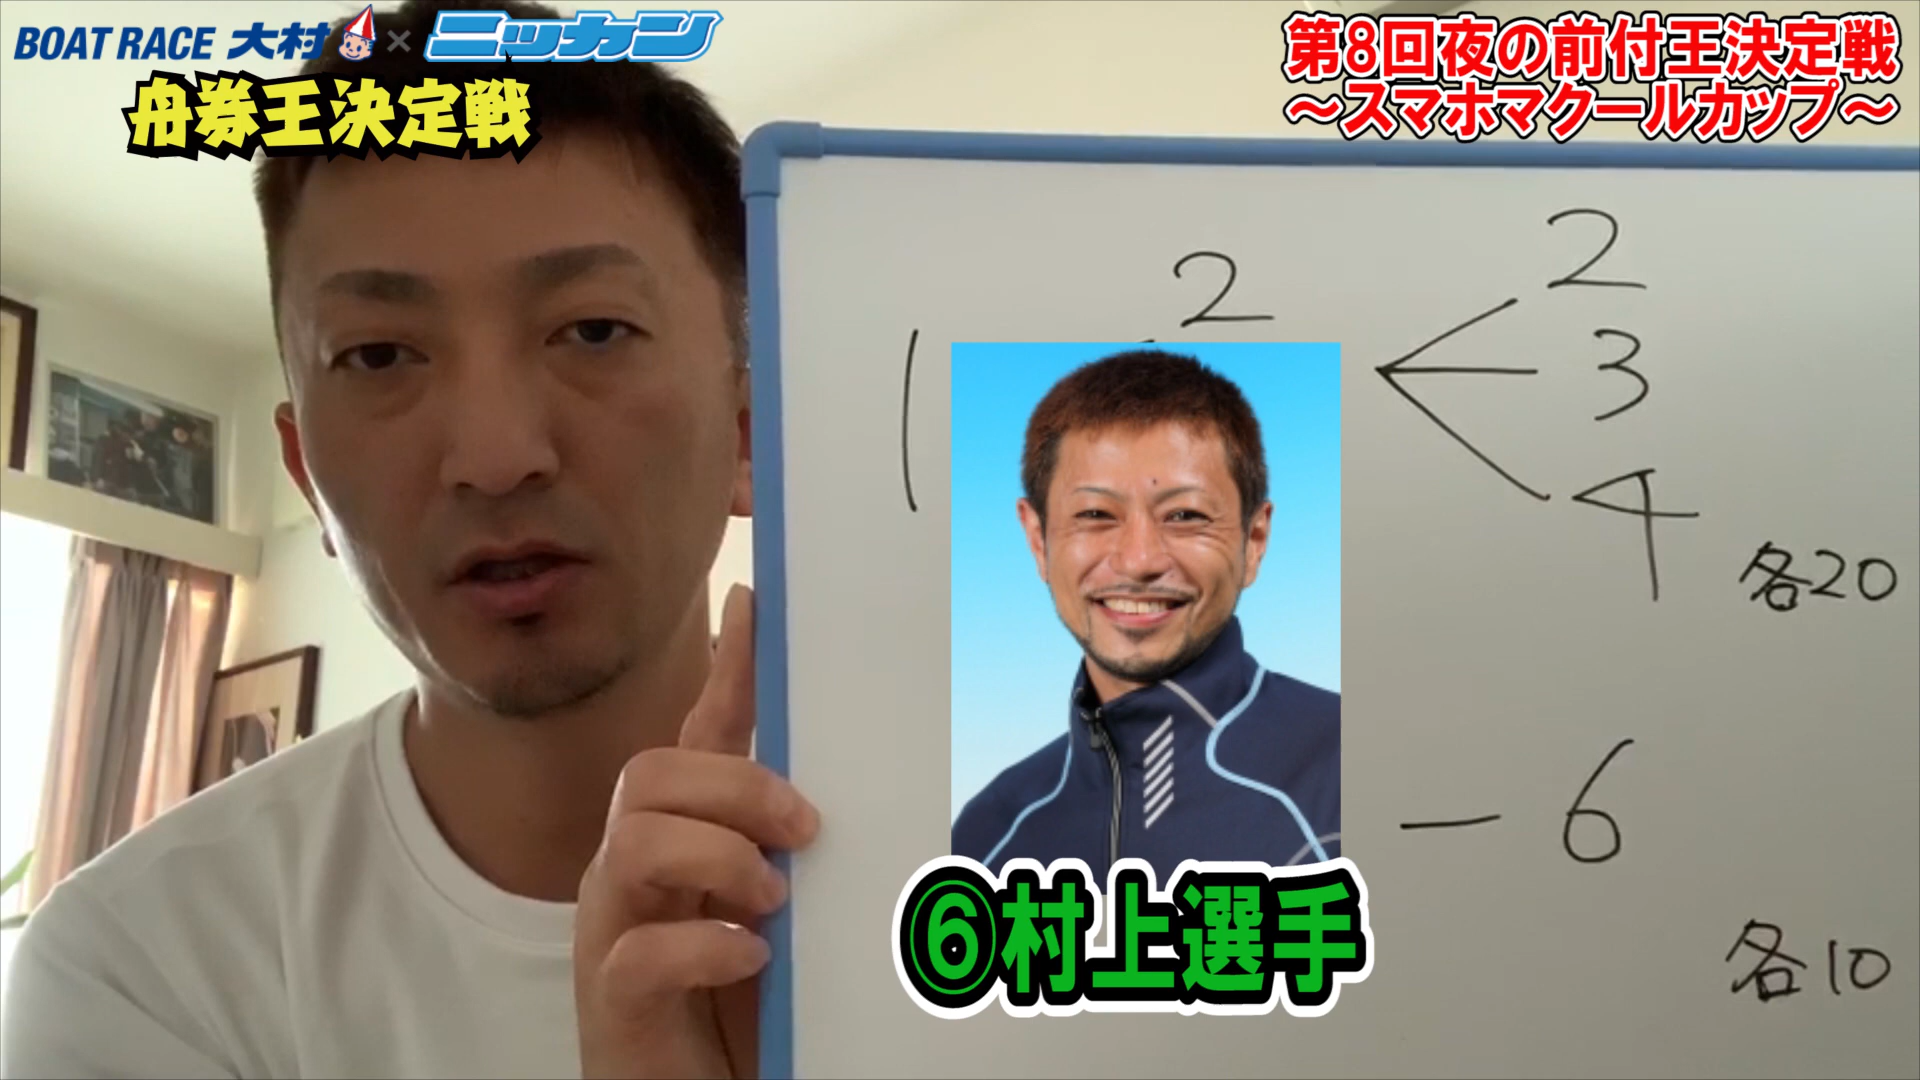 BOAT RACE 大村 × ニッカン
舟券王決定戦
第8回夜の前付王決定戦
～スマホマクールカップ～
2
2
1
3
4
各20
- 6
各10
⑥村上選手